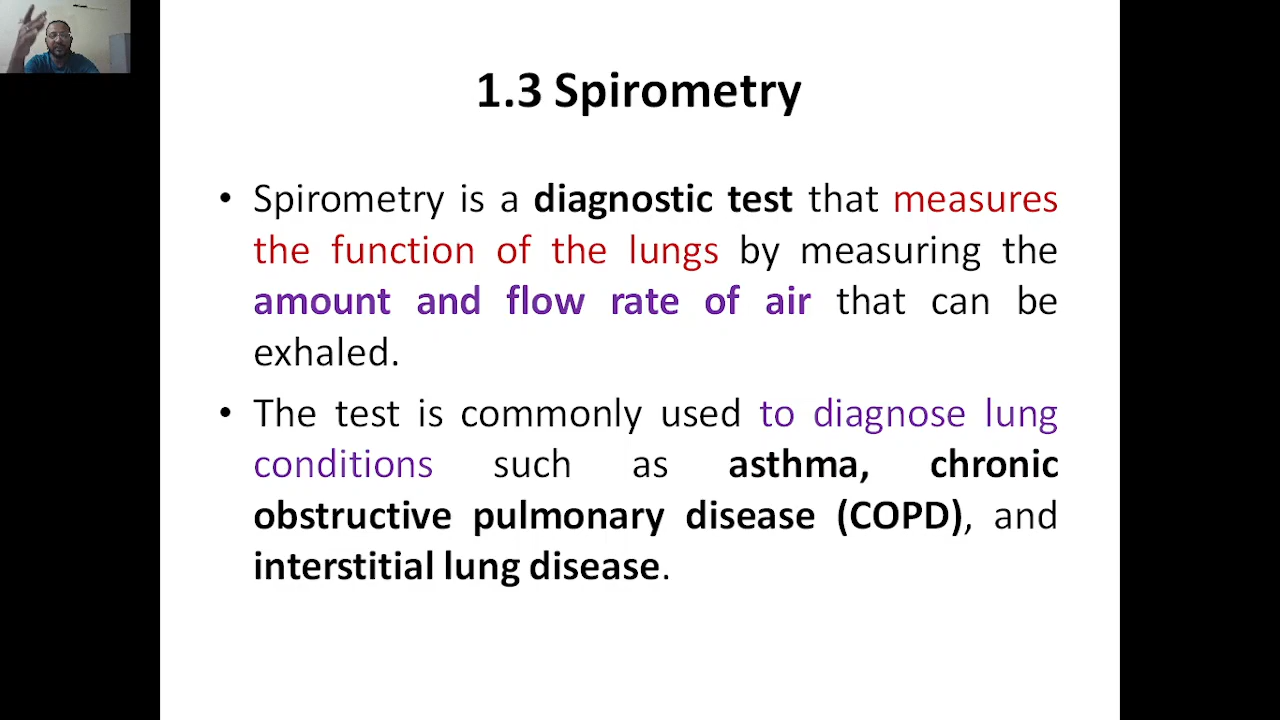 1.3 Spirometry
• Spirometry is a diagnostic test that measures
the function of the lungs by measuring the
amount and flow rate of air that can be
exhaled.
• The test is commonly used to diagnose lung
conditions such as asthma, chronic
obstructive pulmonary disease (COPD), and
interstitial lung disease.